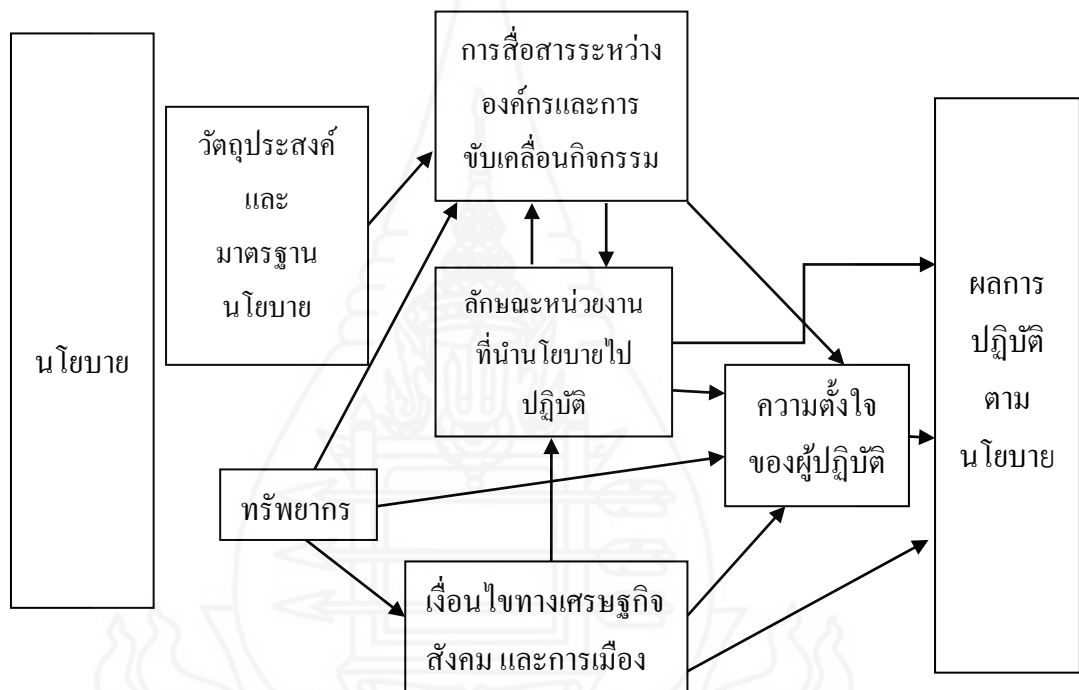 นโยบาย
วัตถุประสงค์
และ
มาตรฐาน
นโยบาย
การสื่อสารระหว่าง
องค์กรและการ
ขับเคลื่อนกิจกรรม
ลักษณะหน่วยงาน
ที่นำนโยบายไป
ปฏิบัติ
ทรัพยากร
เงื่อนไขทางเศรษฐกิจ
สังคม และการเมือง
ความตั้งใจ
ของผู้ปฏิบัติ
ผลการ
ปฏิบัติ
ตาม
นโยบาย